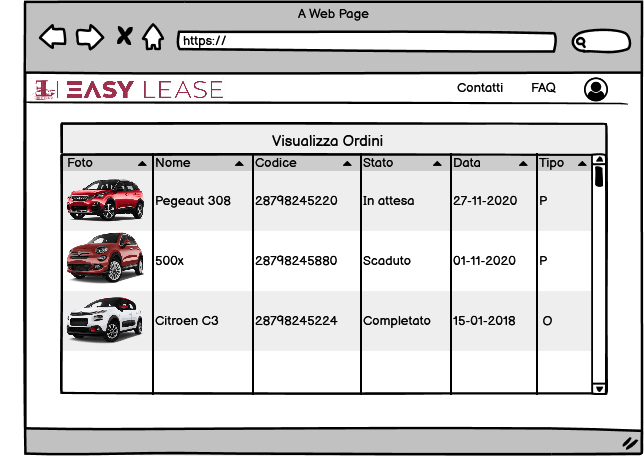 A Web Page
https://
EASY LEASE
Contatti FAQ
Visualizza Ordini
Foto Nome Codice Stato Data Tipo
Pegeaut 308 28798245220 In attesa 27-11-2020 P
500x 28798245880 Scaduto 01-11-2020 P
Citroen C3 28798245224 Completato 15-01-2018 O